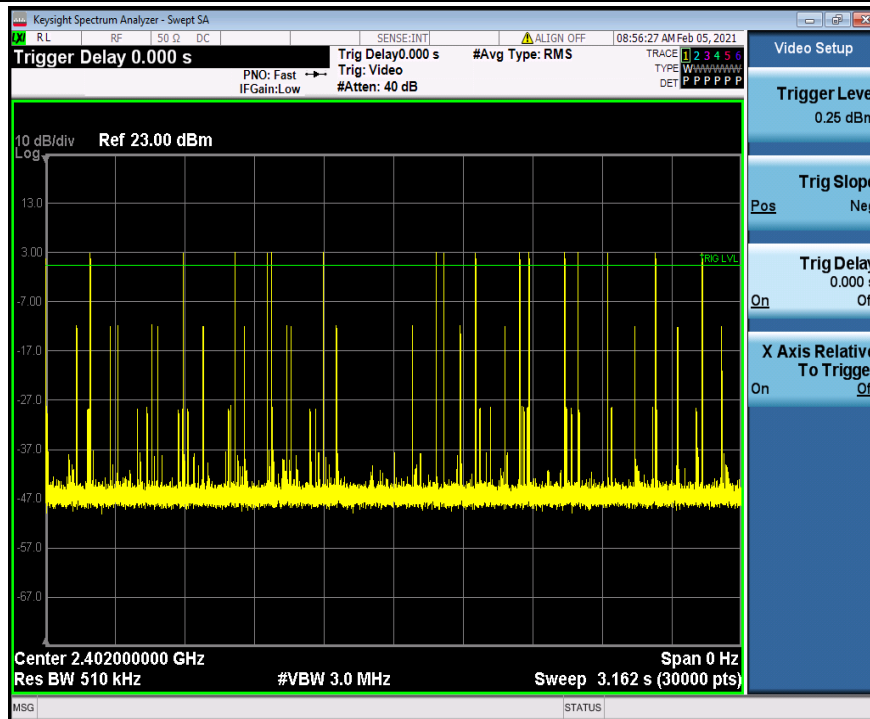 Keysight Spectrum Analyzer - Swept SA
LXI RL RF 50 Ω DC SENSE:INT ALIGN OFF 08:56:27 AM Feb 05, 2021
Trigger Delay 0.000 s
PNO: Fast
IFGain:Low
Trig Delay0.000 s
Trig: Video
#Atten: 40 dB
#Avg Type: RMS
TRACE 1 2 3 4 5 6
TYPE WWWWWW
DET P P P P P P
10 dB/div Ref 23.00 dBm
Log
13.0
3.00
TRIG LVL
-7.00
-17.0
-27.0
-37.0
-47.0
-57.0
-67.0
Center 2.402000000 GHz Span 0 Hz
Res BW 510 kHz #VBW 3.0 MHz Sweep 3.162 s (30000 pts)
MSG STATUS
Video Setup
Trigger Leve
0.25 dBm
Trig Slope
Pos Neg
Trig Delay
0.000 s
On Of
X Axis Relative
To Trigge
On Of